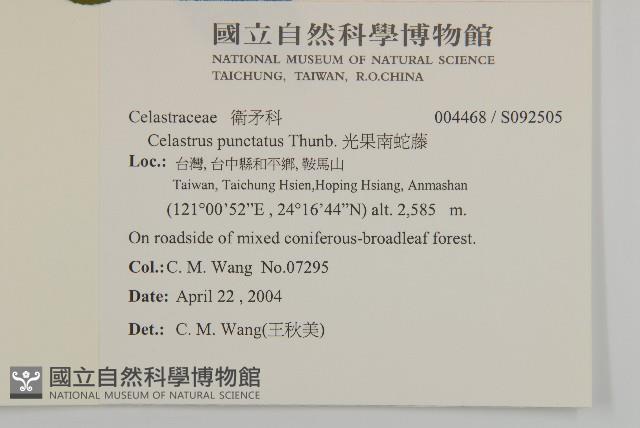 國立自然科學博物館
NATIONAL MUSEUM OF NATURAL SCIENCE
TAICHUNG, TAIWAN, R.O.CHINA
Celastraceae 衛矛科 004468 / S092505
Celastrus punctatus Thunb. 光果南蛇藤
Loc.: 台灣, 台中縣和平鄉, 鞍馬山
Taiwan, Taichung Hsien,Hoping Hsiang, Anmashan
(121°00’52”E , 24°16’44”N) alt. 2,585 m.
On roadside of mixed coniferous-broadleaf forest.
Col.: C. M. Wang No.07295
Date: April 22 , 2004
Det.: C. M. Wang(王秋美)
國立自然科學博物館
NATIONAL MUSEUM OF NATURAL SCIENCE